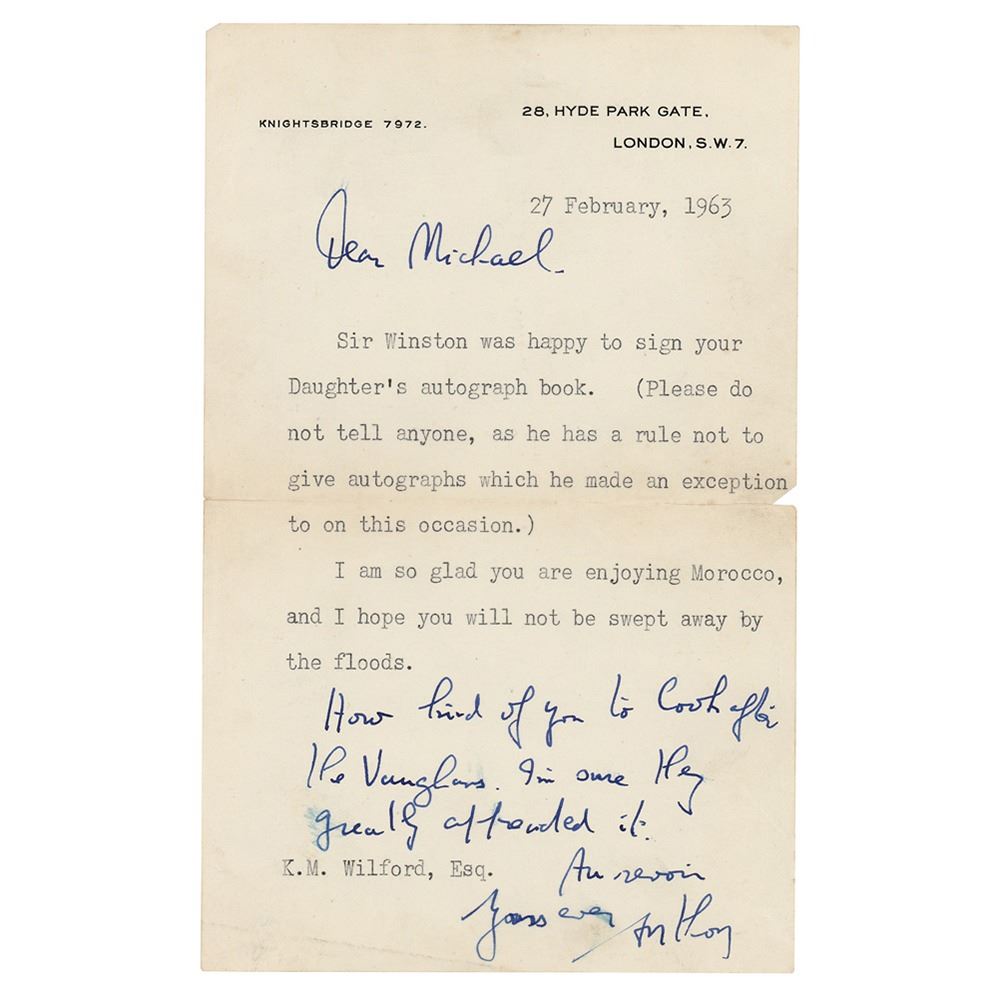 KNIGHTSBRIDGE 7972.
28, HYDE PARK GATE,
LONDON, S.W.7.
27 February, 1963
Dear Michael.
Sir Winston was happy to sign your
Daughter's autograph book. (Please do
not tell anyone, as he has a rule not to
give autographs which he made an exception
to on this occasion.)
I am so glad you are enjoying Morocco,
and I hope you will not be swept away by
the floods.
How kind of you to look after
the Vaughans. I'm sure they
greatly appreciated it.
K.M. Wilford, Esq.
Au revoir
Yours ever
Anthony